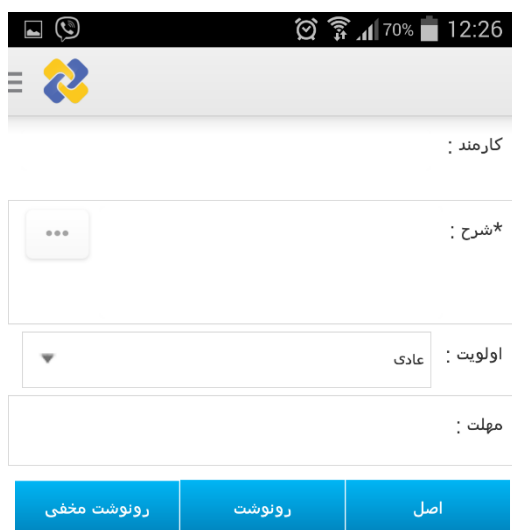 70% 12:26
کارمند :
*شرح :
...
اولویت : عادی
مهلت :
اصل رونوشت رونوشت مخفی